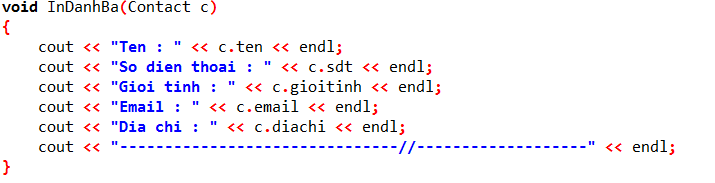 void InDanhBa(Contact c)
{
    cout << "Ten : " << c.ten << endl;
    cout << "So dien thoai : " << c.sdt << endl;
    cout << "Gioi tinh : " << c.gioitinh << endl;
    cout << "Email : " << c.email << endl;
    cout << "Dia chi : " << c.diachi << endl;
    cout << "-------------------------------//-------------------" << endl;
}